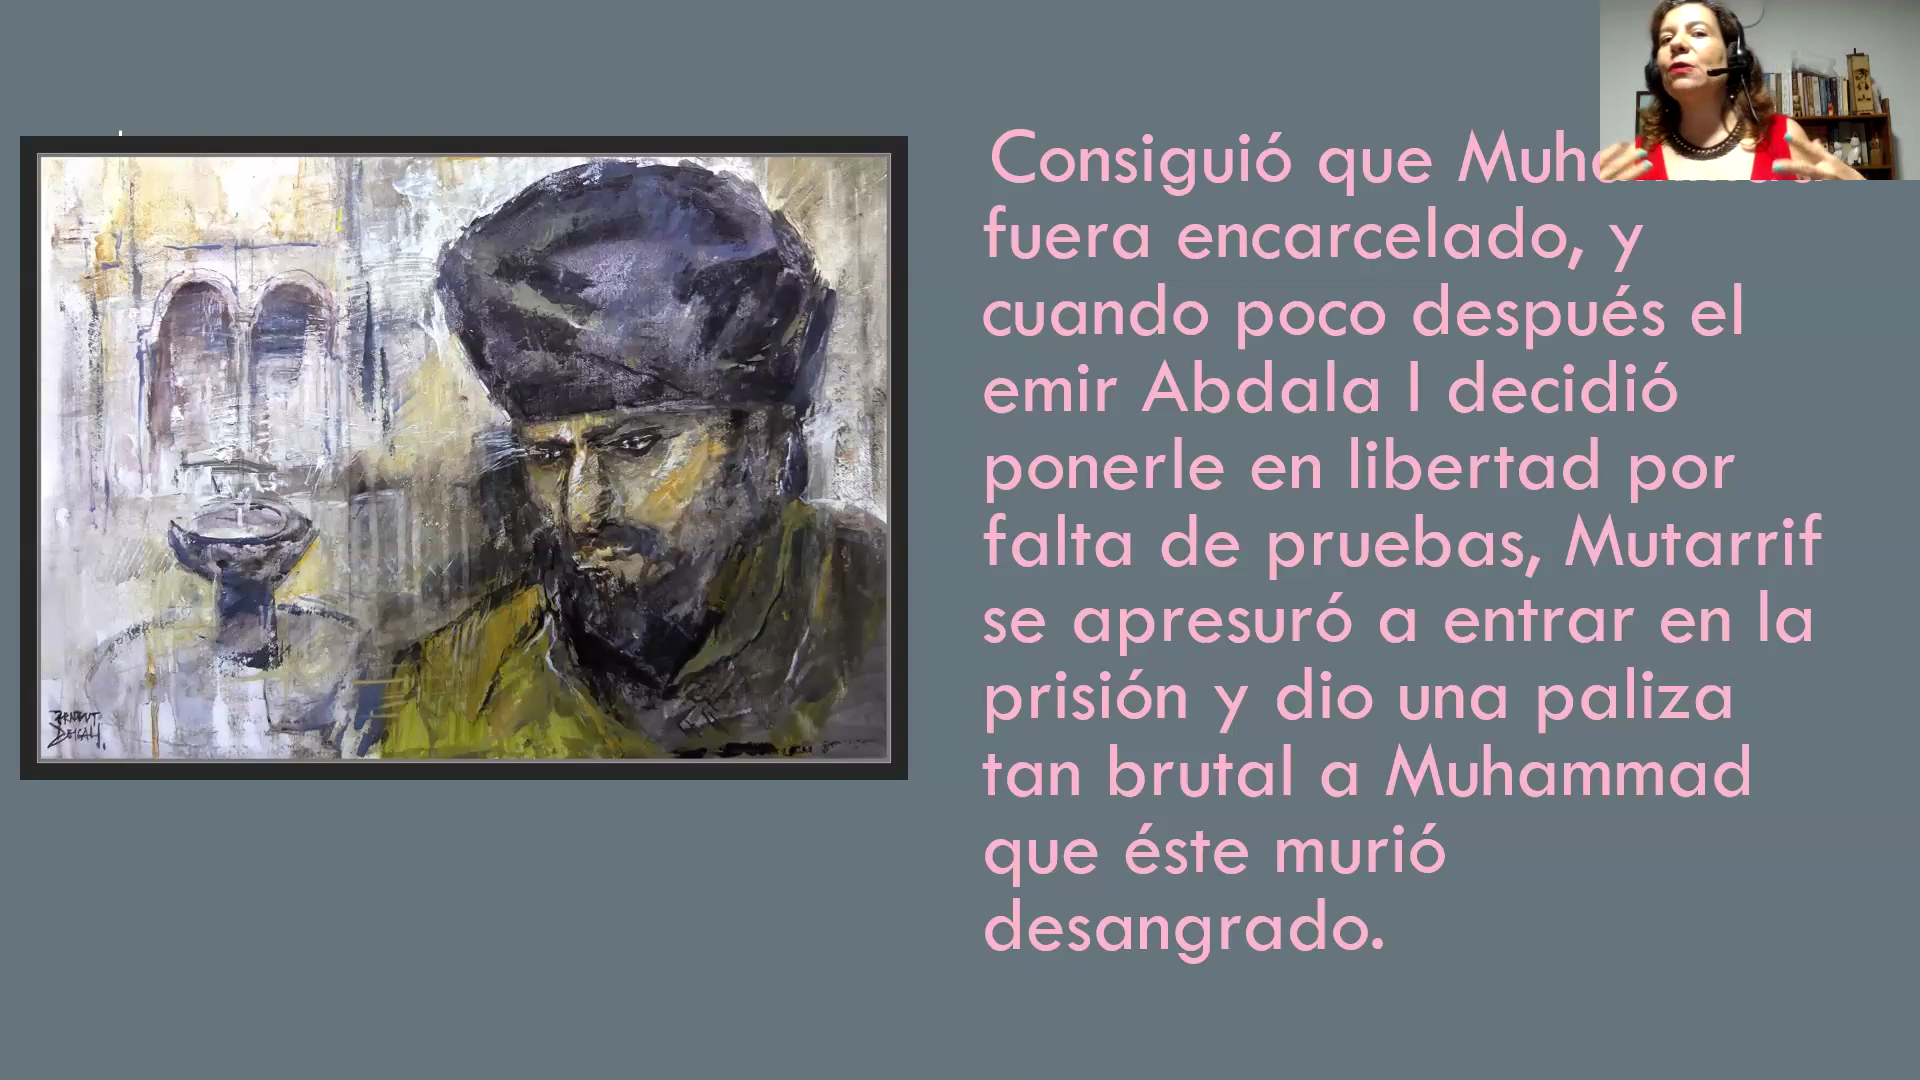 Consiguió que
fuera encarcelado, y
cuando poco después el
emir Abdala I decidió
ponerle en libertad por
falta de pruebas, Mutarrif
se apresuró a entrar en la
prisión y dio una paliza
tan brutal a Muhammad
que éste murió
desangrado.